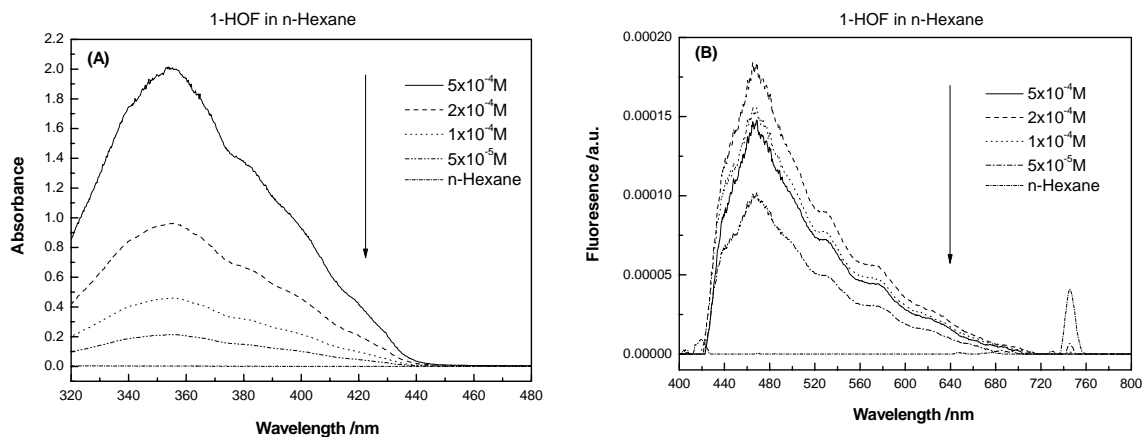 1-HOF in n-Hexane
(A)
2.2
2.0
1.8
1.6
1.4
1.2
1.0
0.8
0.6
0.4
0.2
0.0
Absorbance
5x10⁻⁴M
2x10⁻⁴M
1x10⁻⁴M
5x10⁻⁵M
n-Hexane
320 340 360 380 400 420 440 460 480
Wavelength /nm
1-HOF in n-Hexane
(B)
0.00020
0.00015
0.00010
0.00005
0.00000
Fluoresence /a.u.
5x10⁻⁴M
2x10⁻⁴M
1x10⁻⁴M
5x10⁻⁵M
n-Hexane
400 440 480 520 560 600 640 680 720 760 800
Wavelength /nm